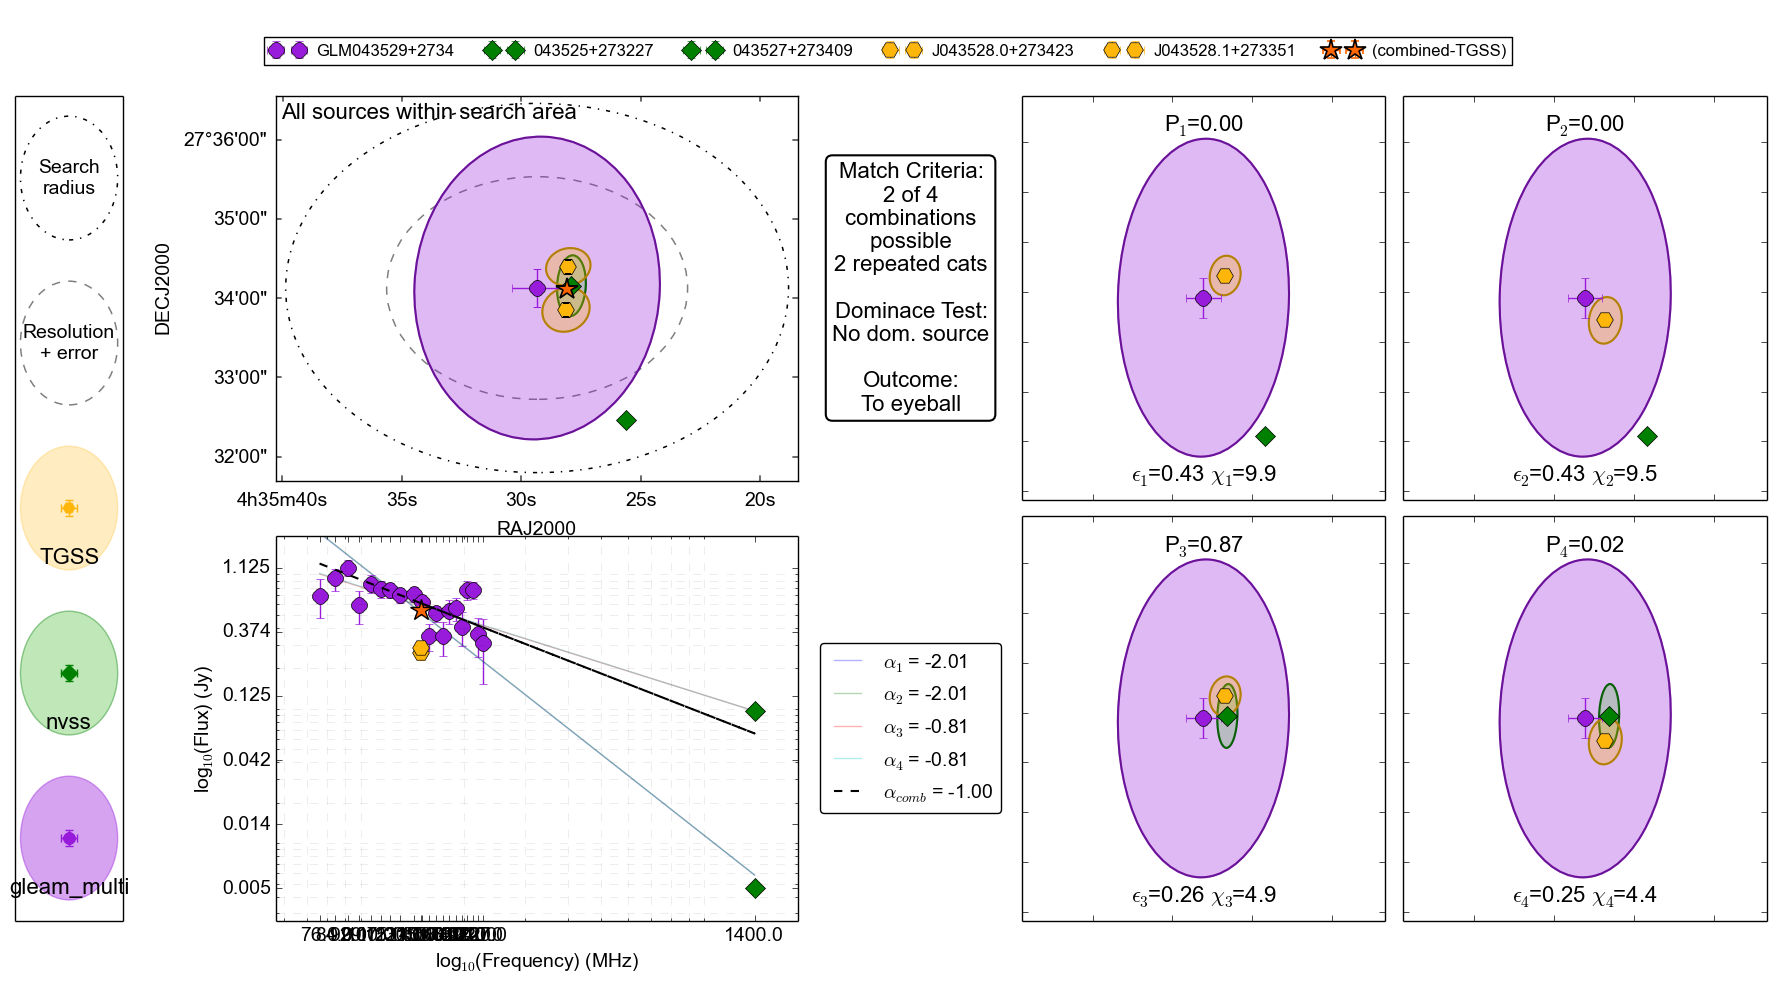 GLM043529+2734 043525+273227 043527+273409 J043528.0+273423 J043528.1+273351 (combined-TGSS)
Search
radius
Resolution
+ error
TGSS
nvss
gleam_multi
All sources within search area
DECJ2000
27°36'00"
35'00"
34'00"
33'00"
32'00"
4h35m40s 35s 30s 25s 20s
RAJ2000
Match Criteria:
2 of 4
combinations
possible
2 repeated cats
Dominace Test:
No dom. source
Outcome:
To eyeball
P1=0.00
ϵ1=0.43 χ1=9.9
P2=0.00
ϵ2=0.43 χ2=9.5
log10(Flux) (Jy)
1.125
0.374
0.125
0.042
0.014
0.005
1400.0
log10(Frequency) (MHz)
α1 = -2.01
α2 = -2.01
α3 = -0.81
α4 = -0.81
αcomb = -1.00
P3=0.87
ϵ3=0.26 χ3=4.9
P4=0.02
ϵ4=0.25 χ4=4.4